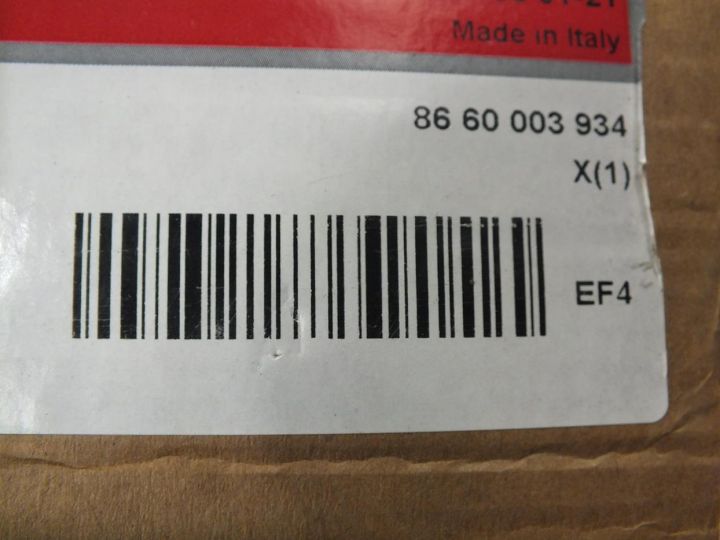 Made in Italy
86 60 003 934
X(1)
EF4